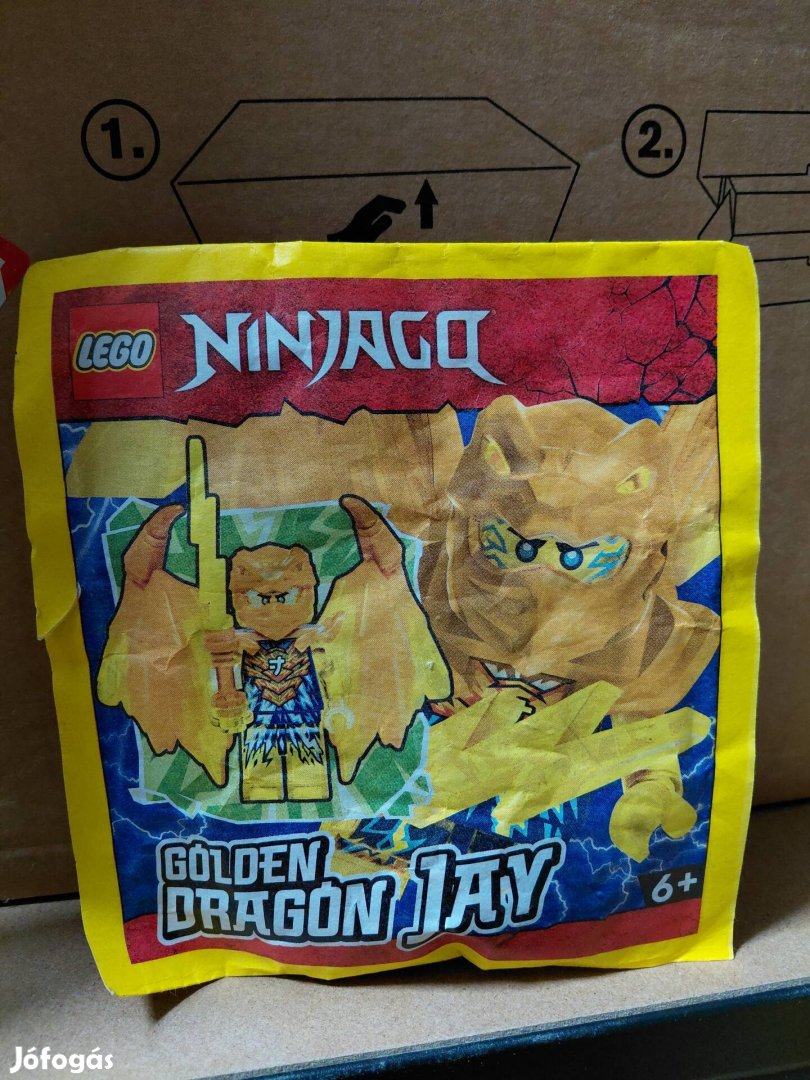 1.
2.
LEGO NINJAGO
GOLDEN
DRAGON JAY
6+
Jófogás